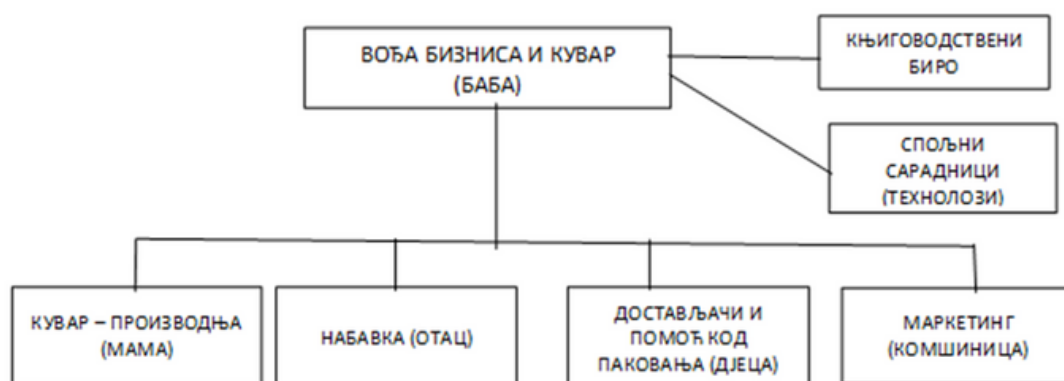 ВОЂА БИЗНИСА И КУВАР
(БАБА)
КЊИГОВОДСТВЕНИ
БИРО
СПОЉНИ
САРАДНИЦИ
(ТЕХНОЛОЗИ)
КУВАР – ПРОИЗВОДЊА
(МАМА)
НАБАВКА (ОТАЦ)
ДОСТАВЉАЧИ И
ПОМОЋ КОД
ПАКОВАЊА (ДЈЕЦА)
МАРКЕТИНГ
(КОМШИНИЦА)